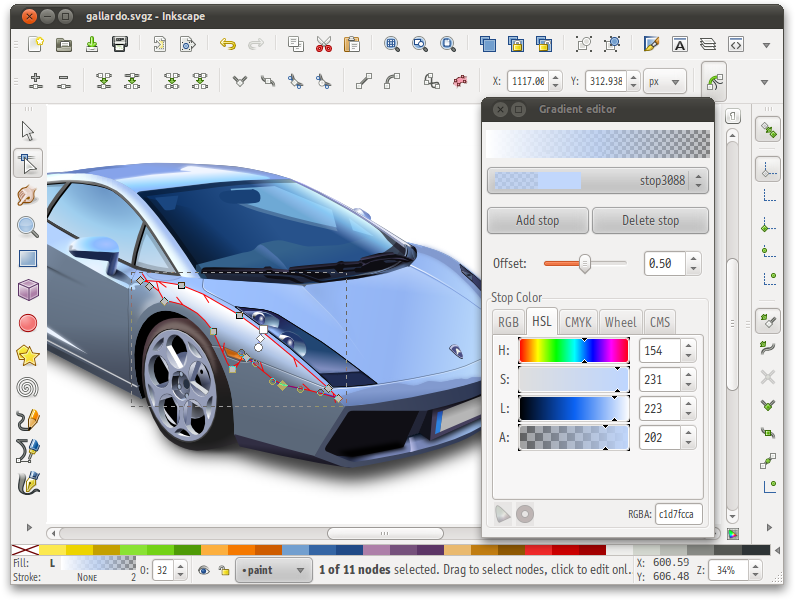 gallardo.svgz - Inkscape
X: 1117.00 Y: 312.938 px
Gradient editor
stop3088
Add stop Delete stop
Offset: 0.50
Stop Color
RGB HSL CMYK Wheel CMS
H: 154
S: 231
L: 223
A: 202
RGBA: c1d7fcca
Fill: L O: 32 •paint 1 of 11 nodes selected. Drag to select nodes, click to edit onl. X: 600.59 Z: 34%
Stroke: None 2 Y: 606.48